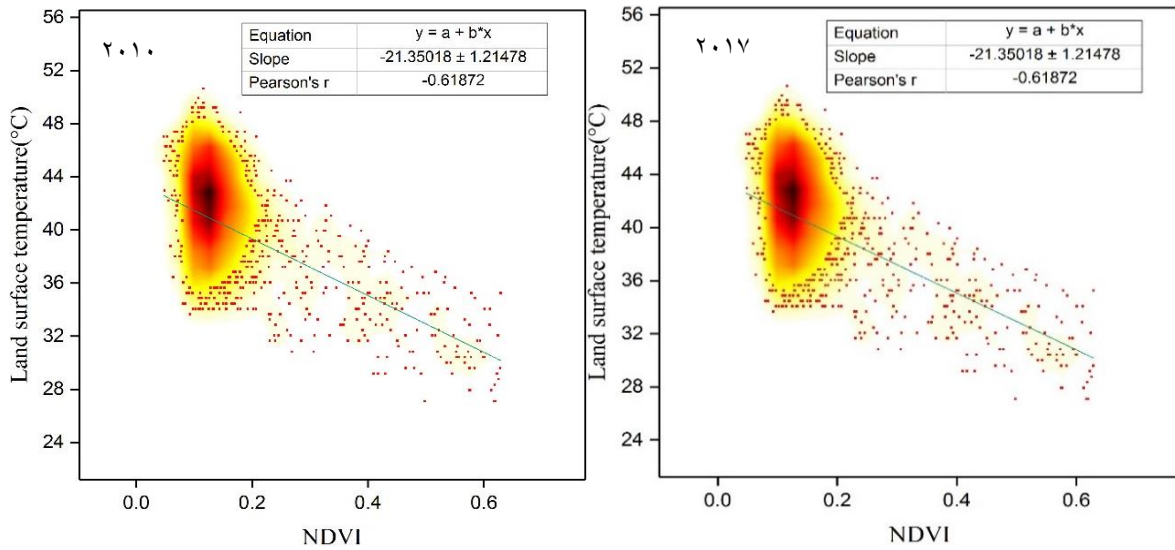 ۲۰۱۰
Equation y = a + b*x
Slope -21.35018 ± 1.21478
Pearson's r -0.61872
Land surface temperature(°C)
56
52
48
44
40
36
32
28
24
0.0 0.2 0.4 0.6
NDVI
۲۰۱۷
Equation y = a + b*x
Slope -21.35018 ± 1.21478
Pearson's r -0.61872
Land surface temperature(°C)
56
52
48
44
40
36
32
28
24
0.0 0.2 0.4 0.6
NDVI